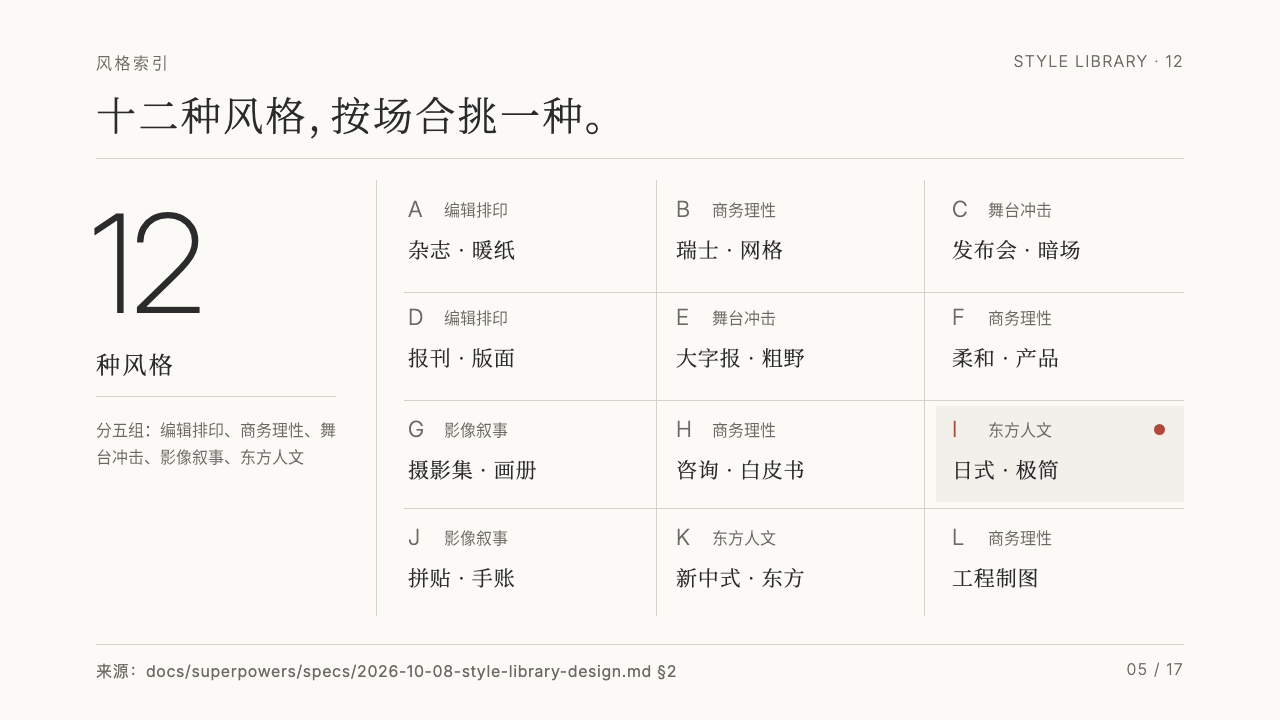 风格索引
STYLE LIBRARY · 12
十二种风格，按场合挑一种。
12
种风格
分五组：编辑排印、商务理性、舞
台冲击、影像叙事、东方人文
A 编辑排印
杂志 · 暖纸
B 商务理性
瑞士 · 网格
C 舞台冲击
发布会 · 暗场
D 编辑排印
报刊 · 版面
E 舞台冲击
大字报 · 粗野
F 商务理性
柔和 · 产品
G 影像叙事
摄影集 · 画册
H 商务理性
咨询 · 白皮书
I 东方人文
日式 · 极简
J 影像叙事
拼贴 · 手账
K 东方人文
新中式 · 东方
L 商务理性
工程制图
来源：docs/superpowers/specs/2026-10-08-style-library-design.md §2
05 / 17